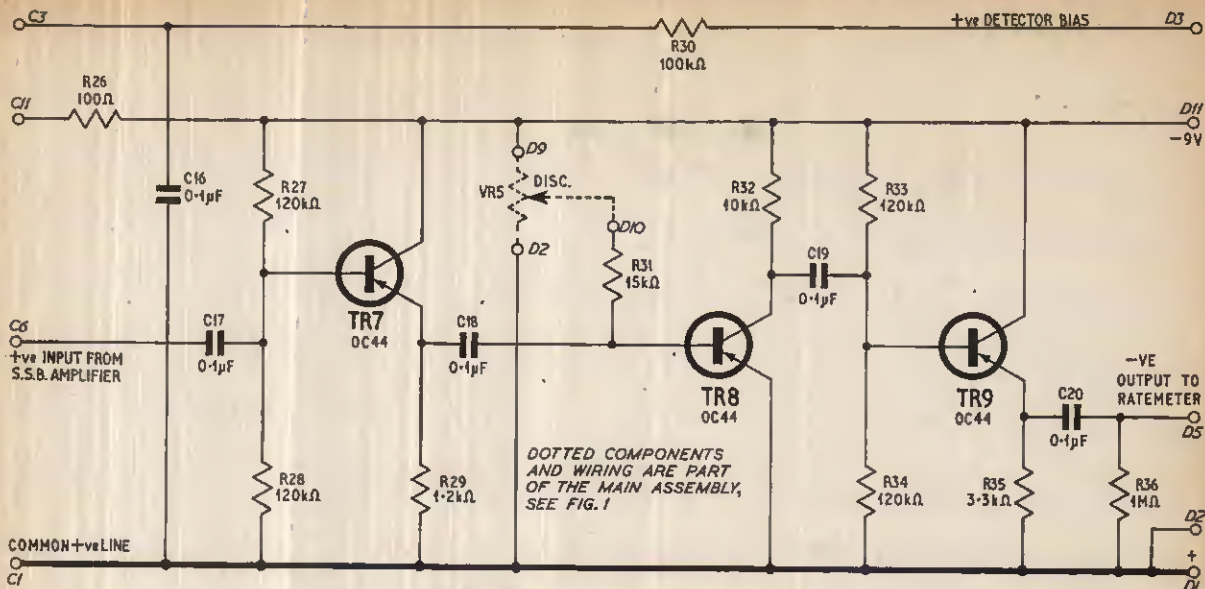 C3
+ve DETECTOR BIAS
D3
R30
100kΩ
R26
100Ω
C11
D11
-9V
C16
0·1µF
R27
120kΩ
D9
VR5
DISC.
D10
D2
R31
15kΩ
R32
10kΩ
R33
120kΩ
C19
0·1µF
TR7
OC44
C18
0·1µF
C6
+ve INPUT FROM
S.S.B. AMPLIFIER
C17
0·1µF
TR8
OC44
TR9
OC44
C20
0·1µF
-VE
OUTPUT TO
RATEMETER
D5
R28
120kΩ
R29
1·2kΩ
DOTTED COMPONENTS
AND WIRING ARE PART
OF THE MAIN ASSEMBLY,
SEE FIG. 1
R34
120kΩ
R35
3·3kΩ
R36
1MΩ
D2
COMMON +ve LINE
C1
+
D1